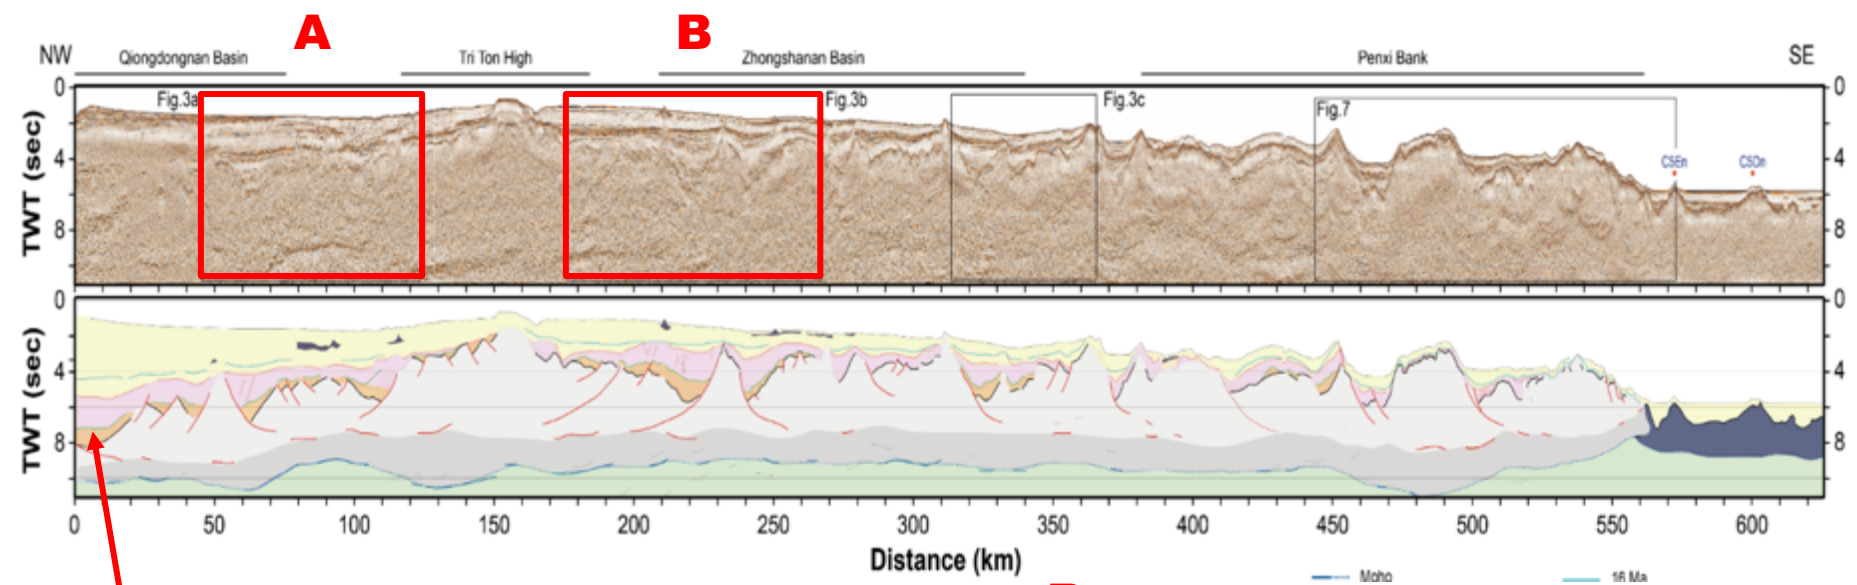 A B
NW Qiongdongnan Basin Tri Ton High Zhongshanan Basin Penxi Bank SE
0 0
Fig.3a Fig.3b Fig.3c Fig.7
4 C5En C5Dn 4
8 8
TWT (sec)
0 0
4 4
8 8
TWT (sec)
0 50 100 150 200 250 300 350 400 450 500 550 600
Distance (km)
Moho 16 Ma